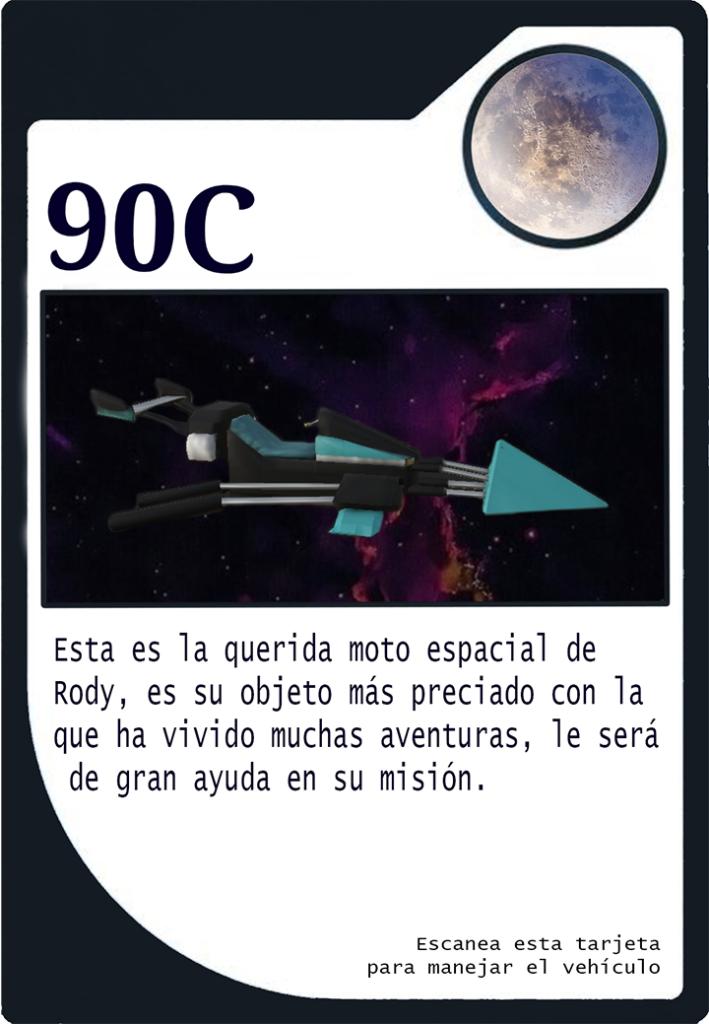 90C
Esta es la querida moto espacial de
Rody, es su objeto más preciado con la
que ha vivido muchas aventuras, le será
de gran ayuda en su misión.
Escanea esta tarjeta
para manejar el vehículo